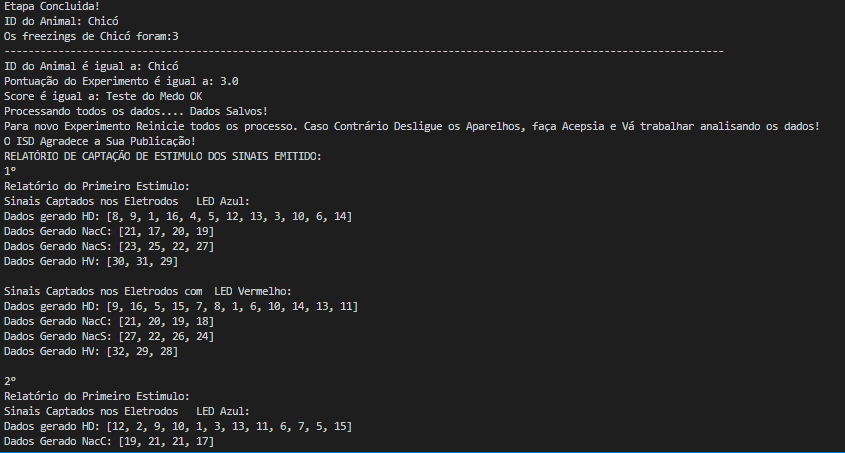 Etapa Concluida!
ID do Animal: Chicó
Os freezings de Chicó foram:3
------------------------------------------------------------------------------------------------------------------------
ID do Animal é igual a: Chicó
Pontuação do Experimento é igual a: 3.0
Score é igual a: Teste do Medo OK
Processando todos os dados.... Dados Salvos!
Para novo Experimento Reinicie todos os processo. Caso Contrário Desligue os Aparelhos, faça Acepsia e Vá trabalhar analisando os dados!
O ISD Agradece a Sua Publicação!
RELATÓRIO DE CAPTAÇÃO DE ESTIMULO DOS SINAIS EMITIDO:
1º
Relatório do Primeiro Estimulo:
Sinais Captados nos Eletrodos   LED Azul:
Dados gerado HD: [8, 9, 1, 16, 4, 5, 12, 13, 3, 10, 6, 14]
Dados Gerado NacC: [21, 17, 20, 19]
Dados Gerado NacS: [23, 25, 22, 27]
Dados Gerado HV: [30, 31, 29]
Sinais Captados nos Eletrodos com  LED Vermelho:
Dados gerado HD: [9, 16, 5, 15, 7, 8, 1, 6, 10, 14, 13, 11]
Dados Gerado NacC: [21, 20, 19, 18]
Dados Gerado NacS: [27, 22, 26, 24]
Dados Gerado HV: [32, 29, 28]
2º
Relatório do Primeiro Estimulo:
Sinais Captados nos Eletrodos   LED Azul:
Dados gerado HD: [12, 2, 9, 10, 1, 3, 13, 11, 6, 7, 5, 15]
Dados Gerado NacC: [19, 21, 21, 17]